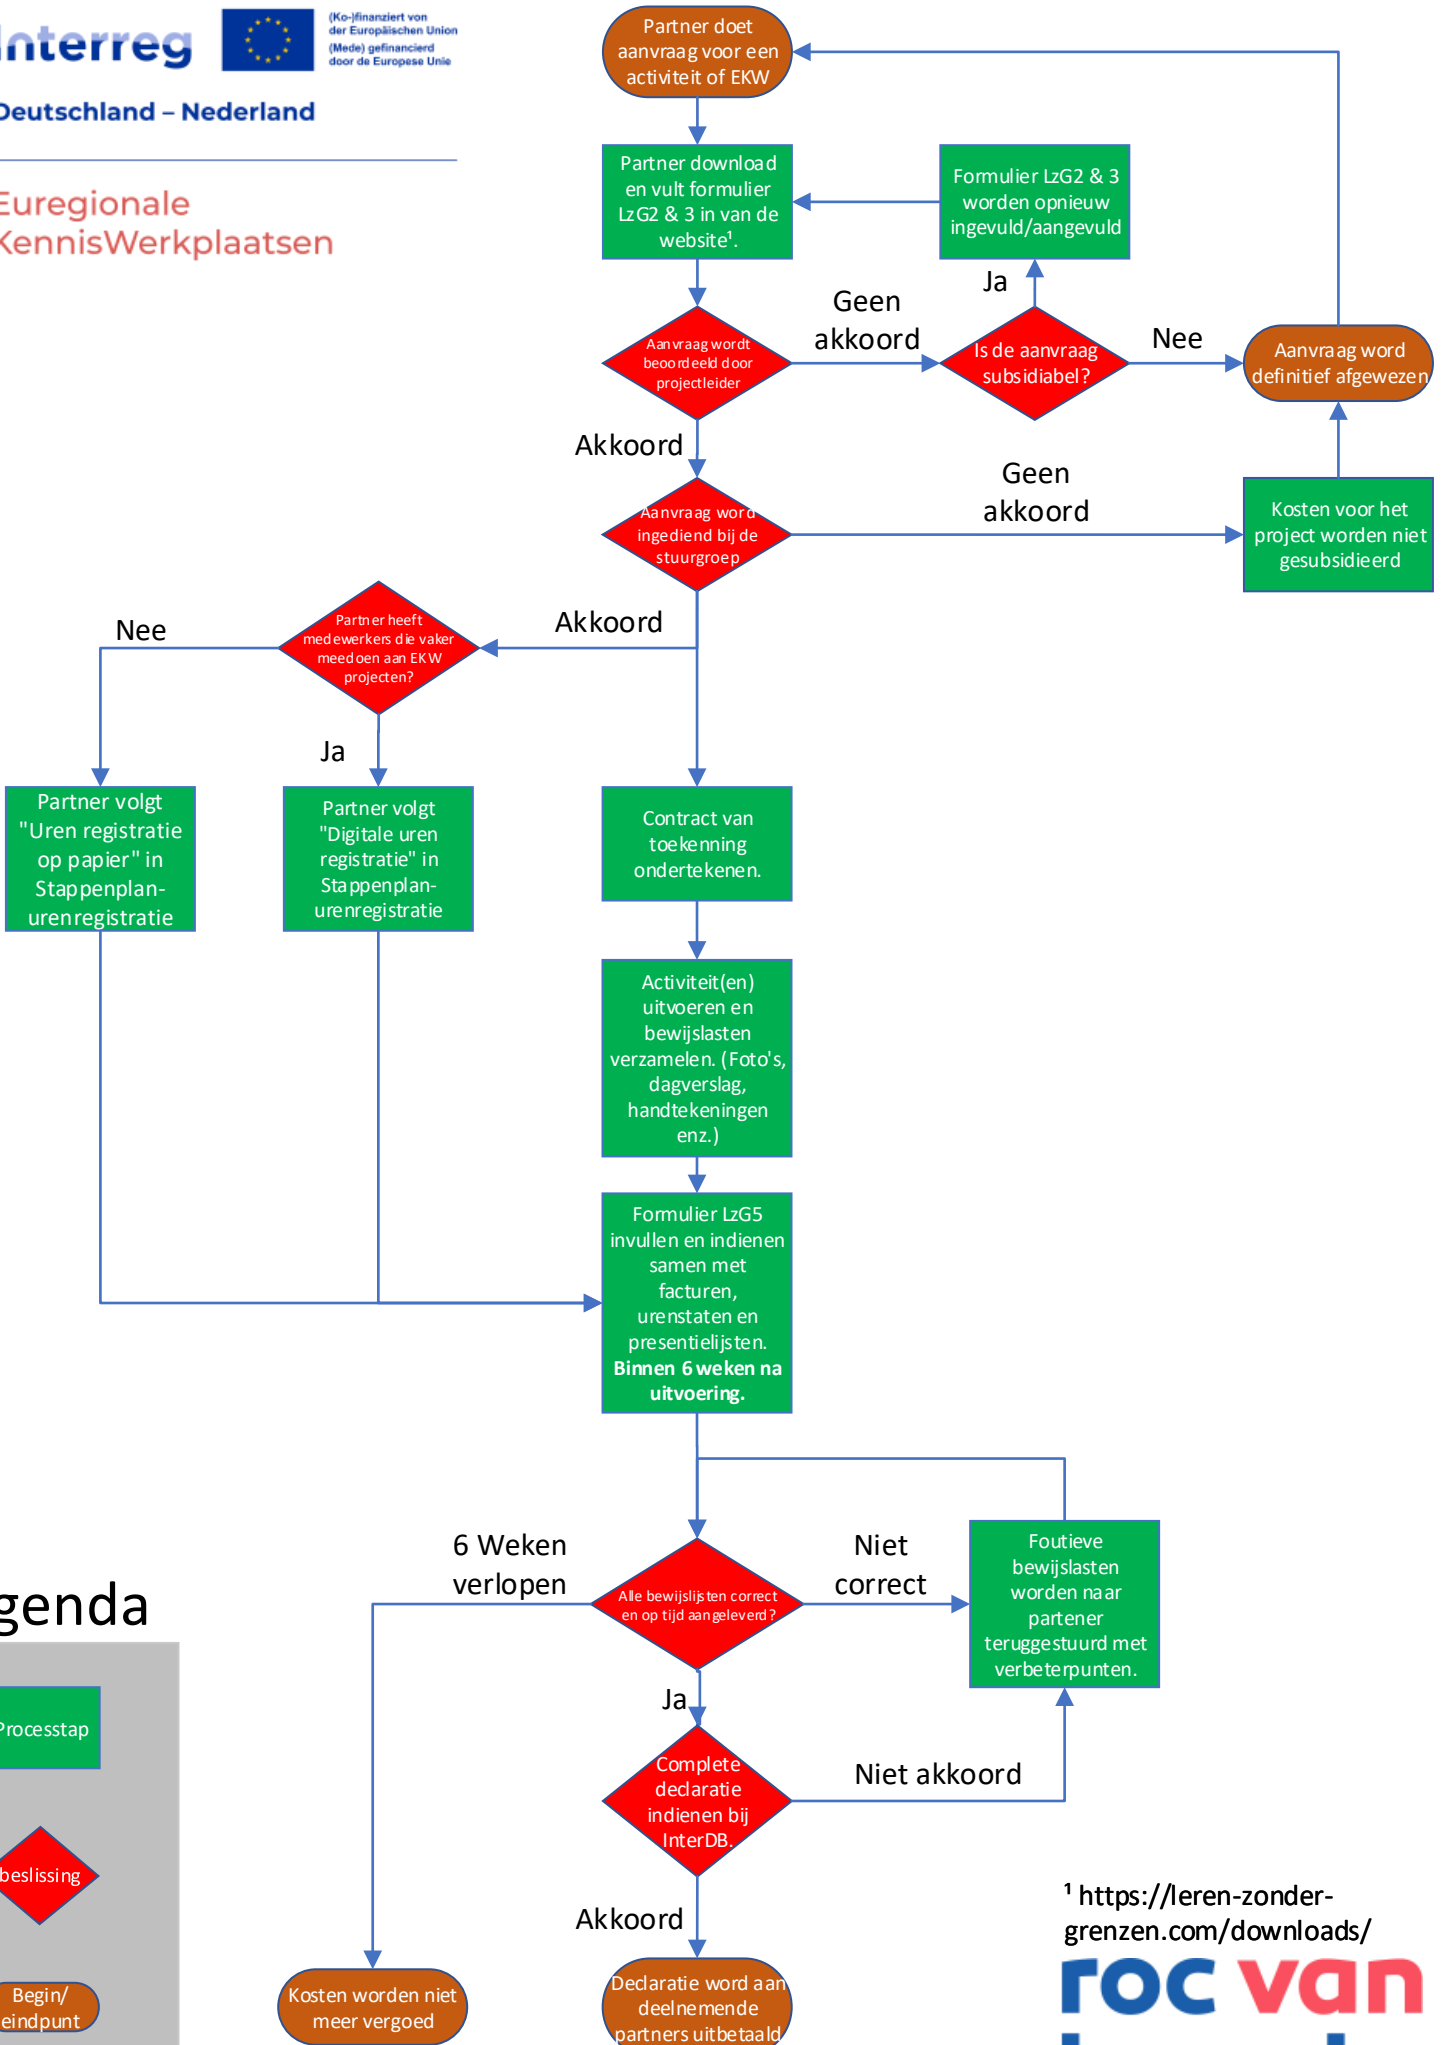 Interreg
(Ko-)finanziert von
der Europäischen Union
(Mede) gefinancierd
door de Europese Unie
Deutschland – Nederland
Euregionale
KennisWerkplaatsen
Partner doet
aanvraag voor een
activiteit of EKW
Partner download
en vult formulier
LzG2 & 3 in van de
website¹.
Formulier LzG2 & 3
worden opnieuw
ingevuld/aangevuld
Ja
Geen
akkoord
Nee
Aanvraag wordt
beoordeeld door
projectleider
Is de aanvraag
subsidiabel?
Aanvraag word
definitief afgewezen
Akkoord
Geen
akkoord
Aanvraag word
ingediend bij de
stuurgroep
Kosten voor het
project worden niet
gesubsidieerd
Nee
Partner heeft
medewerkers die vaker
meedoen aan EKW
projecten?
Akkoord
Ja
Partner volgt
"Uren registratie
op papier" in
Stappenplan-
urenregistratie
Partner volgt
"Digitale uren
registratie" in
Stappenplan-
urenregistratie
Contract van
toekenning
ondertekenen.
Activiteit(en)
uitvoeren en
bewijslasten
verzamelen. (Foto's,
dagverslag,
handtekeningen
enz.)
Formulier LzG5
invullen en indienen
samen met
facturen,
urenstaten en
presentielijsten.
Binnen 6 weken na
uitvoering.
6 Weken
verlopen
Alle bewijslijsten correct
en op tijd aangeleverd?
Niet
correct
Foutieve
bewijslasten
worden naar
partener
teruggestuurd met
verbeterpunten.
Ja
Complete
declaratie
indienen bij
InterDB.
Niet akkoord
Akkoord
Kosten worden niet
meer vergoed
Declaratie word aan
deelnemende
partners uitbetaald
genda
Processtap
beslissing
Begin/
eindpunt
¹ https://leren-zonder-
grenzen.com/downloads/
roc van